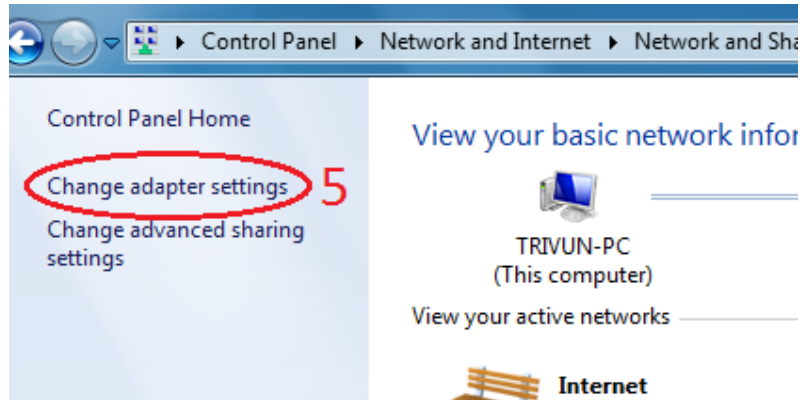 Control Panel Network and Internet Network and Sha
Control Panel Home
Change adapter settings 5
Change advanced sharing
settings
View your basic network infor
TRIVUN-PC
(This computer)
View your active networks
Internet